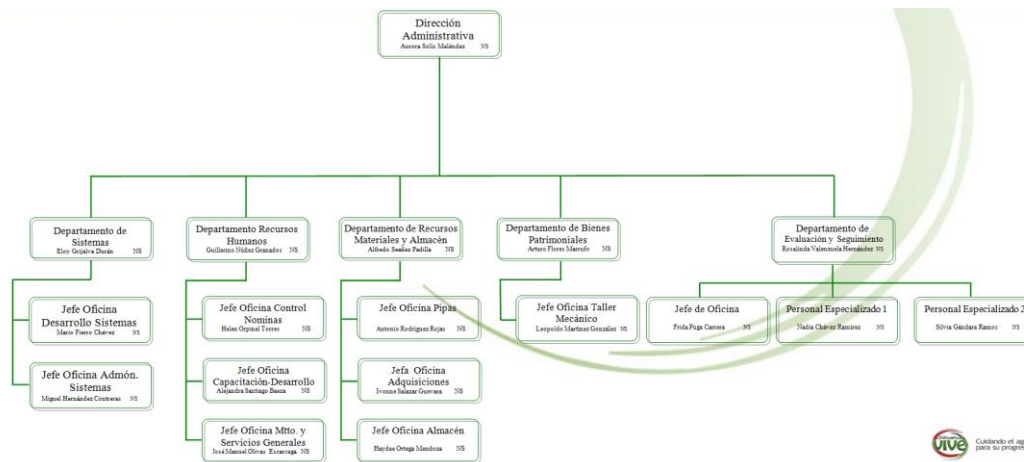 Dirección
Administrativa
Aurora Solís Meléndez NS
Departamento de
Sistemas
Eloy Grijalva Durán NS
Departamento Recursos
Humanos
Guillermo Núñez Granados NS
Departamento de Recursos
Materiales y Almacén
Alfredo Seañez Padilla NS
Departamento de Bienes
Patrimoniales
Arturo Flores Marrufo NS
Departamento de
Evaluación y Seguimiento
Rosalinda Valenzuela Hernández NS
Jefe Oficina
Desarrollo Sistemas
Mario Fierro Chávez NS
Jefe Oficina Admón.
Sistemas
Miguel Hernández Contreras NS
Jefe Oficina Control
Nominas
Helen Orpinel Torres NS
Jefe Oficina
Capacitación-Desarrollo
Alejandra Santiago Baeza NS
Jefe Oficina Mtto. y
Servicios Generales
José Manuel Olivas Escarcega NS
Jefe Oficina Pipas
Antonio Rodríguez Rojas NS
Jefa Oficina
Adquisiciones
Ivonne Salazar Guevara NS
Jefe Oficina Almacén
Haydee Ortega Mendoza NS
Jefe Oficina Taller
Mecánico
Leopoldo Martínez González NS
Jefe de Oficina
Frida Puga Carrera NS
Personal Especializado 1
Nadia Chávez Ramirez NS
Personal Especializado 2
Silvia Gándara Ramos NS
Chihuahua
vive
Cuidando el ag
para su progres